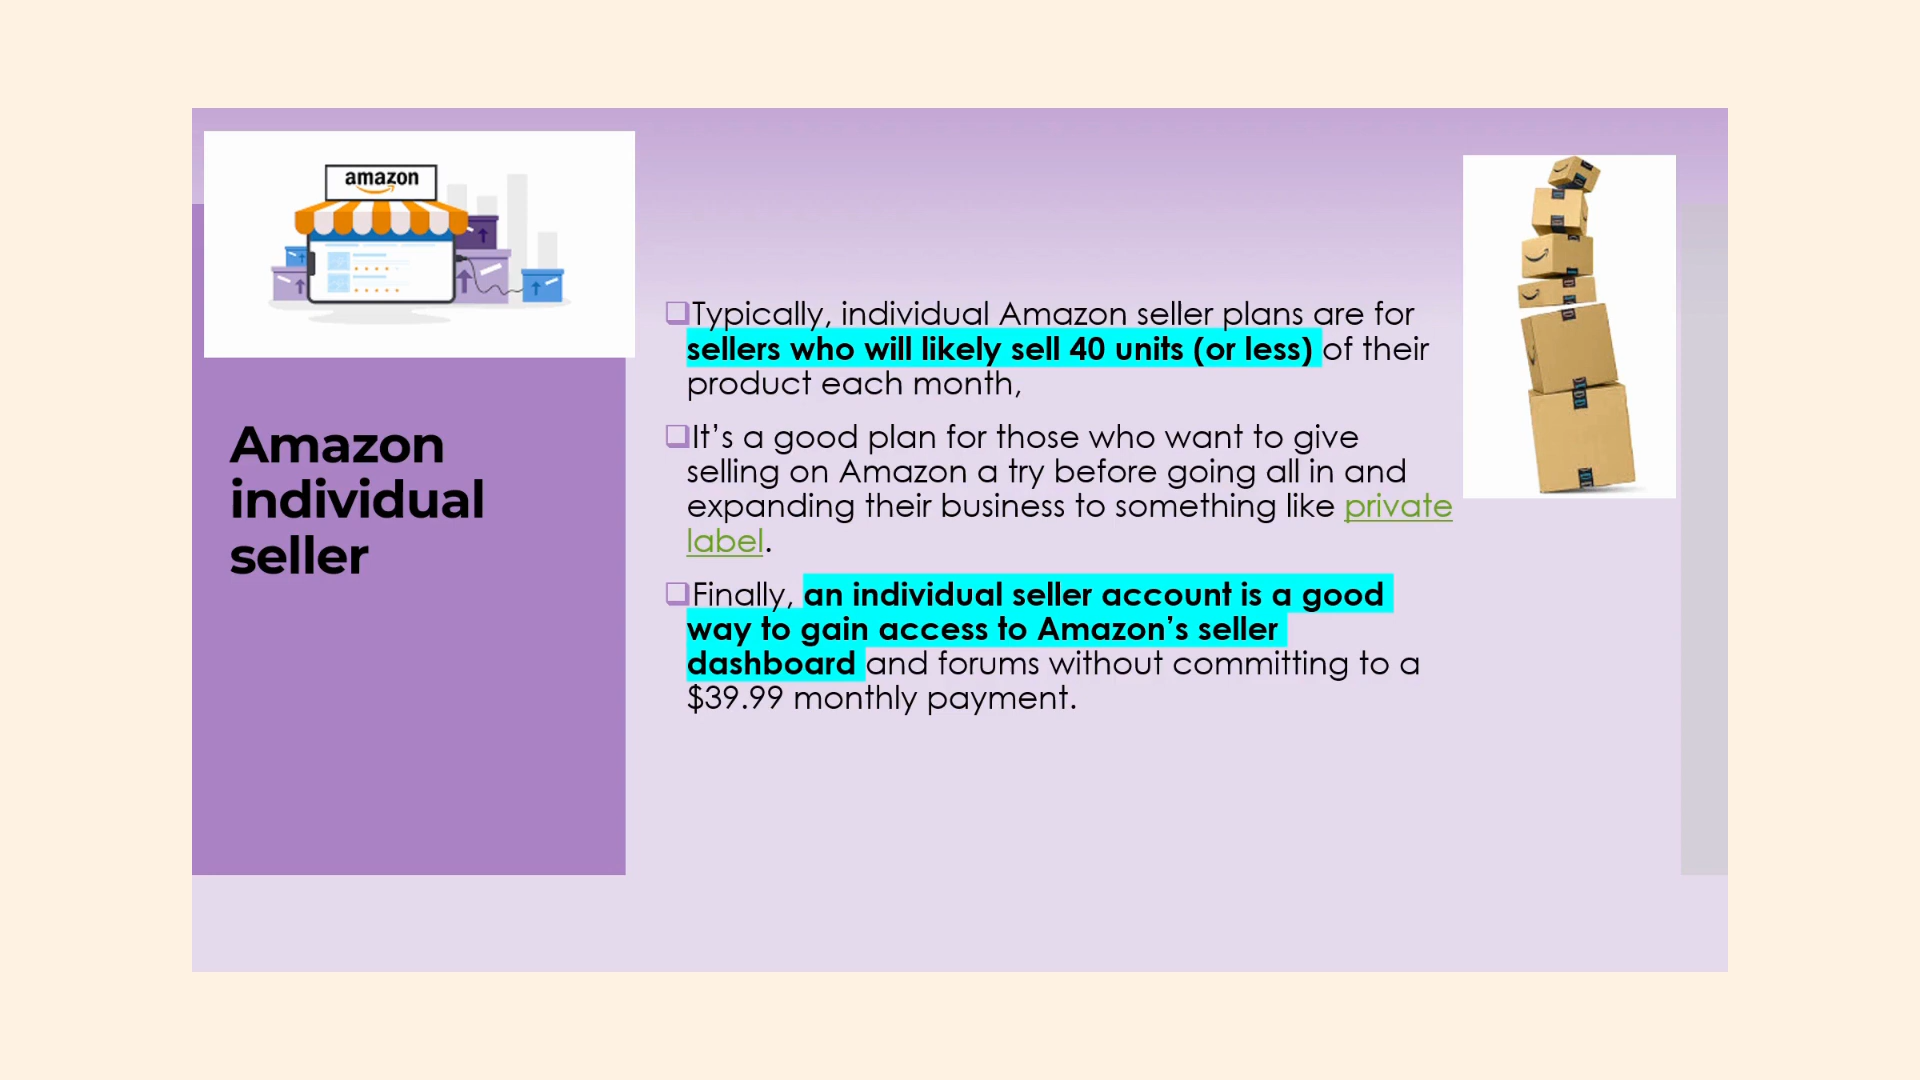 amazon
Amazon
individual
seller
Typically, individual Amazon seller plans are for
sellers who will likely sell 40 units (or less) of their
product each month,
It’s a good plan for those who want to give
selling on Amazon a try before going all in and
expanding their business to something like private
label.
Finally, an individual seller account is a good
way to gain access to Amazon’s seller
dashboard and forums without committing to a
$39.99 monthly payment.